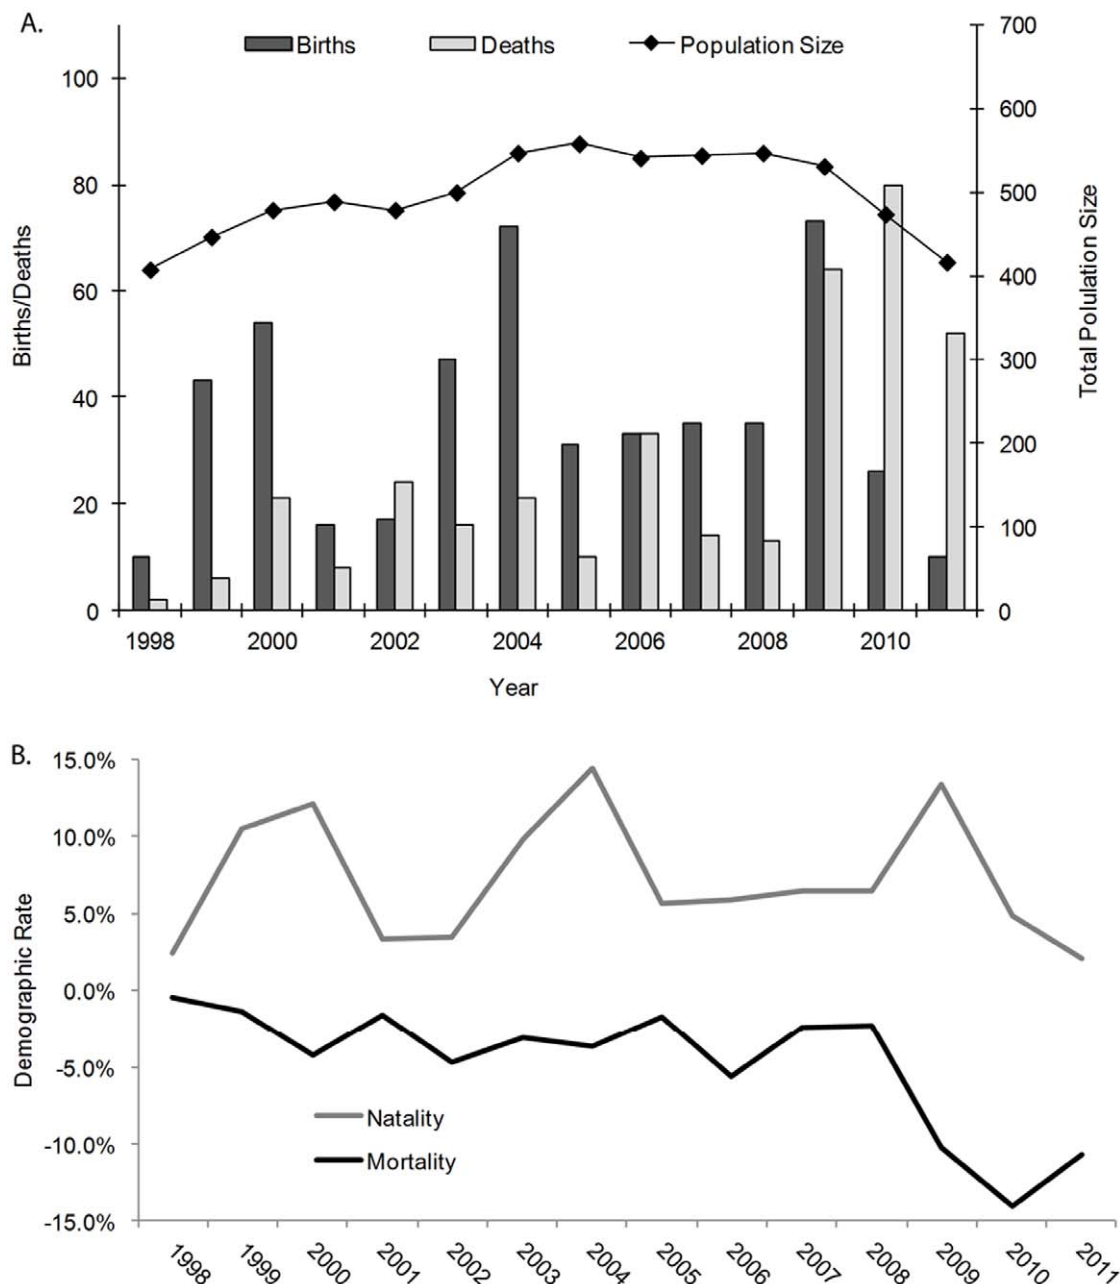 A.
Births Deaths Population Size
100
80
60
40
20
0
Births/Deaths
700
600
500
400
300
200
100
0
Total Polulation Size
1998 2000 2002 2004 2006 2008 2010
Year
B.
15.0%
10.0%
5.0%
0.0%
-5.0%
-10.0%
-15.0%
Demographic Rate
Natality
Mortality
1998 1999 2000 2001 2002 2003 2004 2005 2006 2007 2008 2009 2010 2011